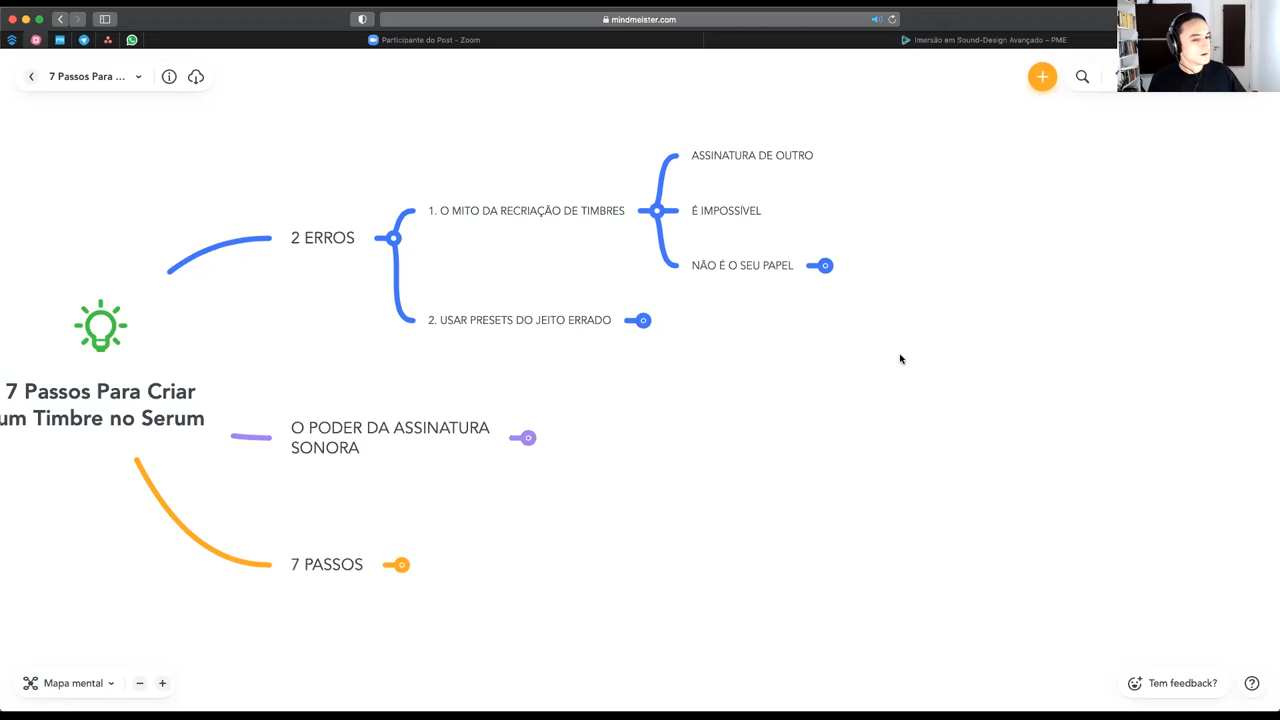 mindmeister.com
Participante do Post - Zoom
Imersão em Sound-Design Avançado – PME
7 Passos Para ...
ASSINATURA DE OUTRO
1. O MITO DA RECRIAÇÃO DE TIMBRES
É IMPOSSÍVEL
2 ERROS
NÃO É O SEU PAPEL
2. USAR PRESETS DO JEITO ERRADO
7 Passos Para Criar
um Timbre no Serum
O PODER DA ASSINATURA
SONORA
7 PASSOS
Mapa mental
Tem feedback?